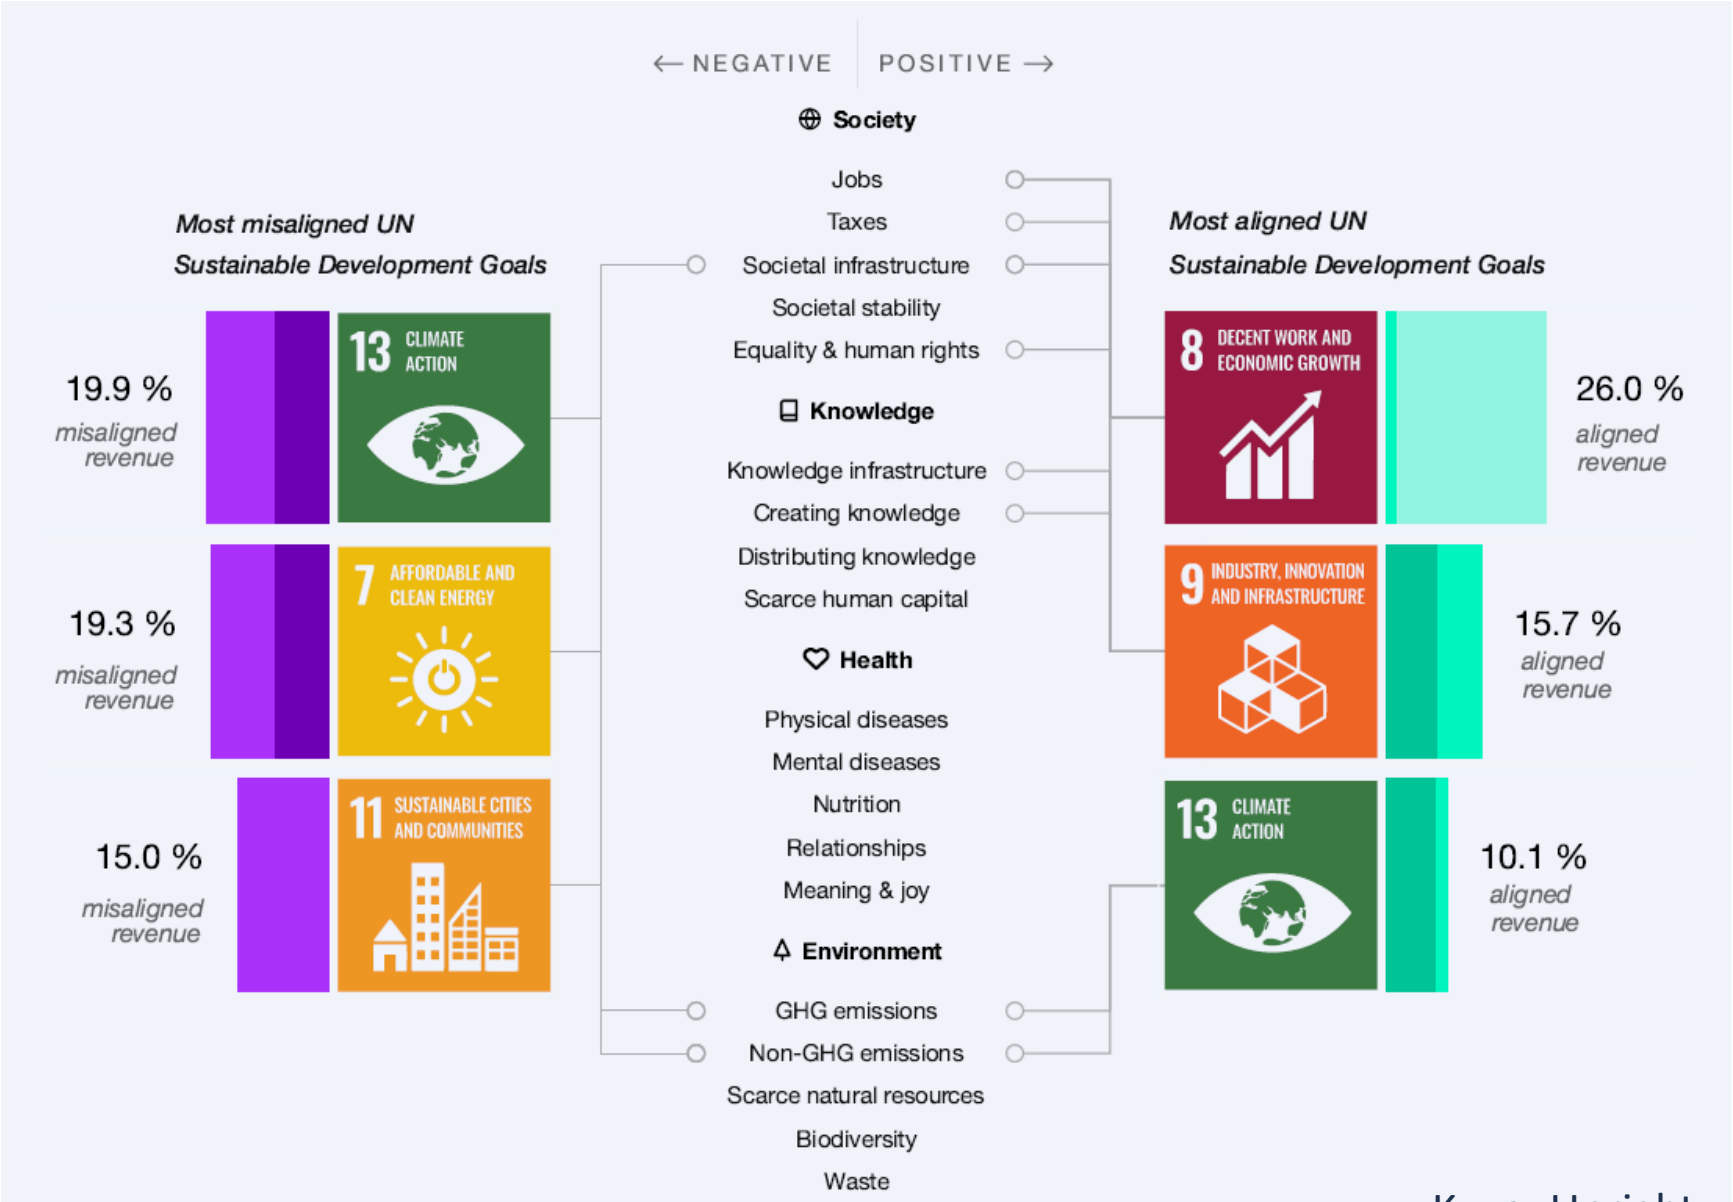 ← NEGATIVE
POSITIVE →
Society
Jobs
Taxes
Societal infrastructure
Societal stability
Equality & human rights
Knowledge
Knowledge infrastructure
Creating knowledge
Distributing knowledge
Scarce human capital
Health
Physical diseases
Mental diseases
Nutrition
Relationships
Meaning & joy
Environment
GHG emissions
Non-GHG emissions
Scarce natural resources
Biodiversity
Waste
Most misaligned UN
Sustainable Development Goals
19.9 %
misaligned
revenue
13 CLIMATE
ACTION
19.3 %
misaligned
revenue
7 AFFORDABLE AND
CLEAN ENERGY
15.0 %
misaligned
revenue
11 SUSTAINABLE CITIES
AND COMMUNITIES
Most aligned UN
Sustainable Development Goals
8 DECENT WORK AND
ECONOMIC GROWTH
26.0 %
aligned
revenue
9 INDUSTRY, INNOVATION
AND INFRASTRUCTURE
15.7 %
aligned
revenue
13 CLIMATE
ACTION
10.1 %
aligned
revenue